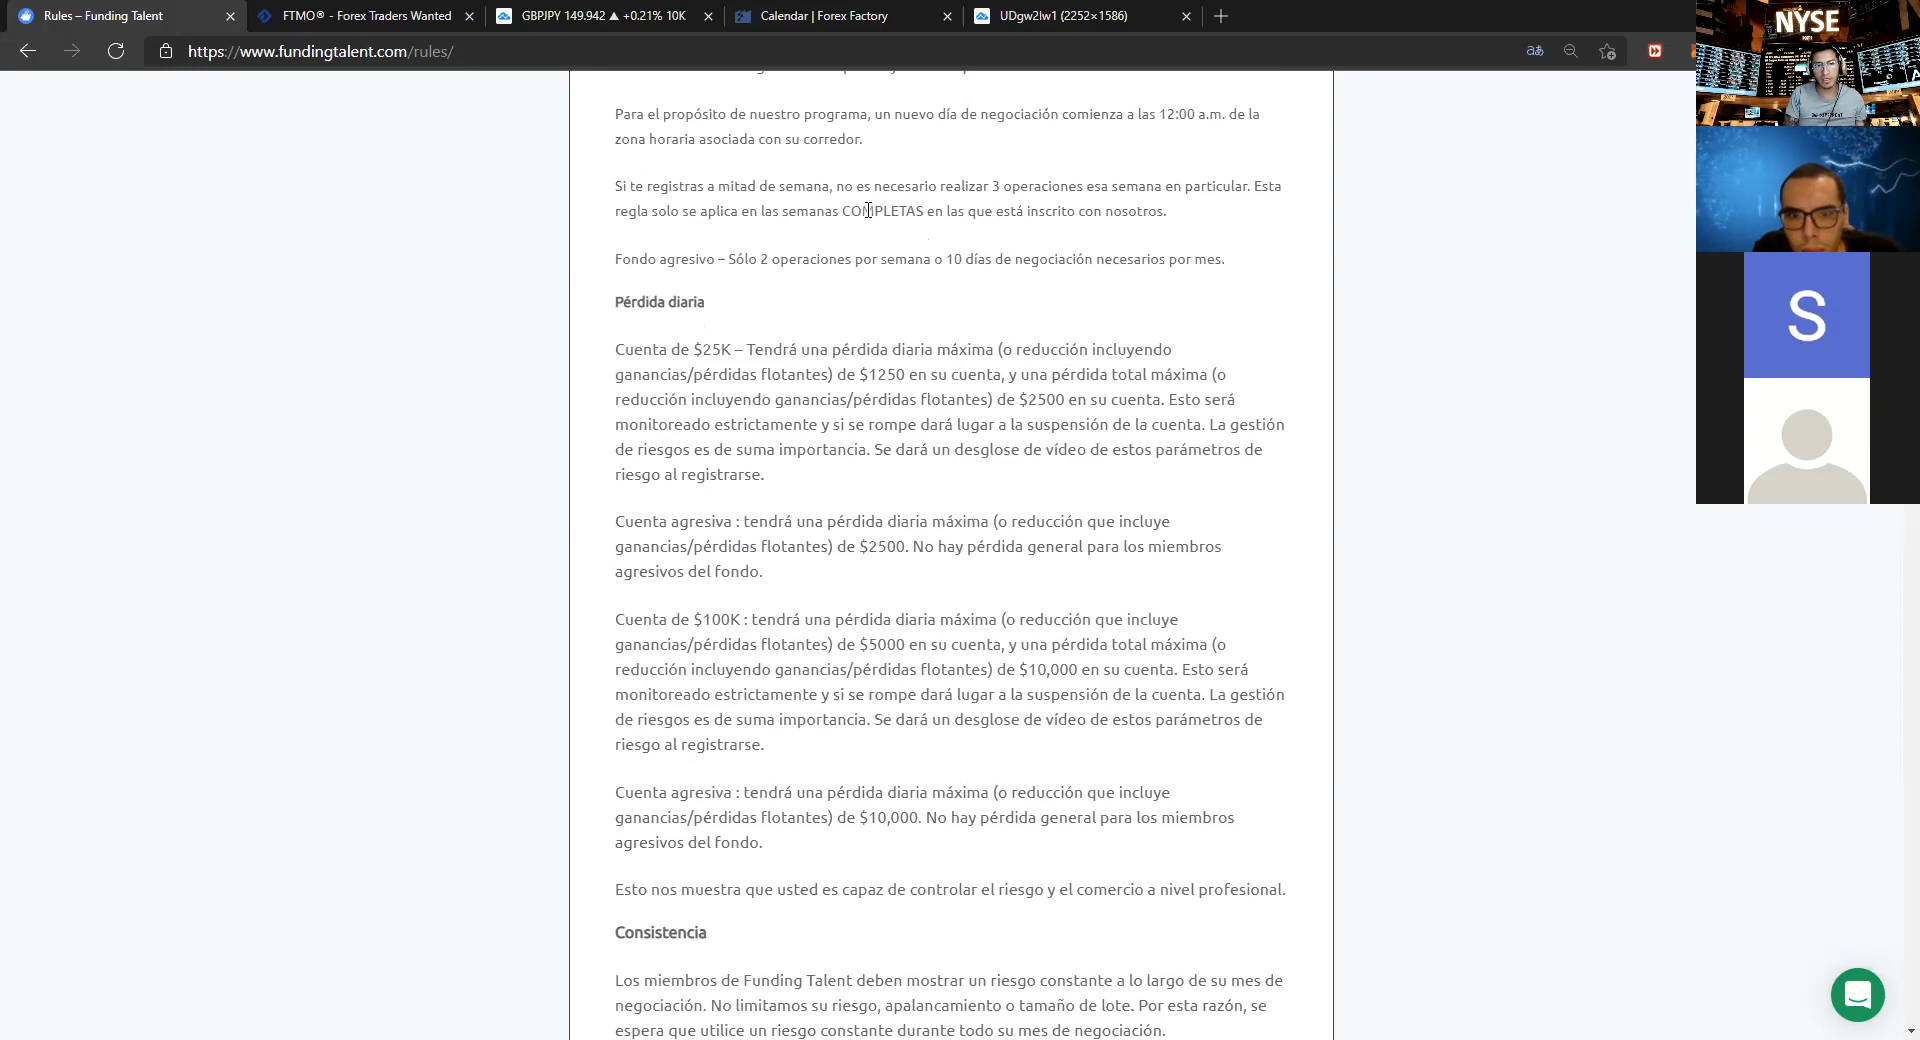 Rules – Funding Talent
FTMO® - Forex Traders Wanted
GBPJPY 149.942 ▲ +0.21% 10K
Calendar | Forex Factory
UDgw2lw1 (2252×1586)
https://www.fundingtalent.com/rules/
NYSE
S
Para el propósito de nuestro programa, un nuevo día de negociación comienza a las 12:00 a.m. de la
zona horaria asociada con su corredor.
Si te registras a mitad de semana, no es necesario realizar 3 operaciones esa semana en particular. Esta
regla solo se aplica en las semanas COMPLETAS en las que está inscrito con nosotros.
Fondo agresivo – Sólo 2 operaciones por semana o 10 días de negociación necesarios por mes.
Pérdida diaria
Cuenta de $25K – Tendrá una pérdida diaria máxima (o reducción incluyendo
ganancias/pérdidas flotantes) de $1250 en su cuenta, y una pérdida total máxima (o
reducción incluyendo ganancias/pérdidas flotantes) de $2500 en su cuenta. Esto será
monitoreado estrictamente y si se rompe dará lugar a la suspensión de la cuenta. La gestión
de riesgos es de suma importancia. Se dará un desglose de vídeo de estos parámetros de
riesgo al registrarse.
Cuenta agresiva : tendrá una pérdida diaria máxima (o reducción que incluye
ganancias/pérdidas flotantes) de $2500. No hay pérdida general para los miembros
agresivos del fondo.
Cuenta de $100K : tendrá una pérdida diaria máxima (o reducción que incluye
ganancias/pérdidas flotantes) de $5000 en su cuenta, y una pérdida total máxima (o
reducción incluyendo ganancias/pérdidas flotantes) de $10,000 en su cuenta. Esto será
monitoreado estrictamente y si se rompe dará lugar a la suspensión de la cuenta. La gestión
de riesgos es de suma importancia. Se dará un desglose de vídeo de estos parámetros de
riesgo al registrarse.
Cuenta agresiva : tendrá una pérdida diaria máxima (o reducción que incluye
ganancias/pérdidas flotantes) de $10,000. No hay pérdida general para los miembros
agresivos del fondo.
Esto nos muestra que usted es capaz de controlar el riesgo y el comercio a nivel profesional.
Consistencia
Los miembros de Funding Talent deben mostrar un riesgo constante a lo largo de su mes de
negociación. No limitamos su riesgo, apalancamiento o tamaño de lote. Por esta razón, se
espera que utilice un riesgo constante durante todo su mes de negociación.